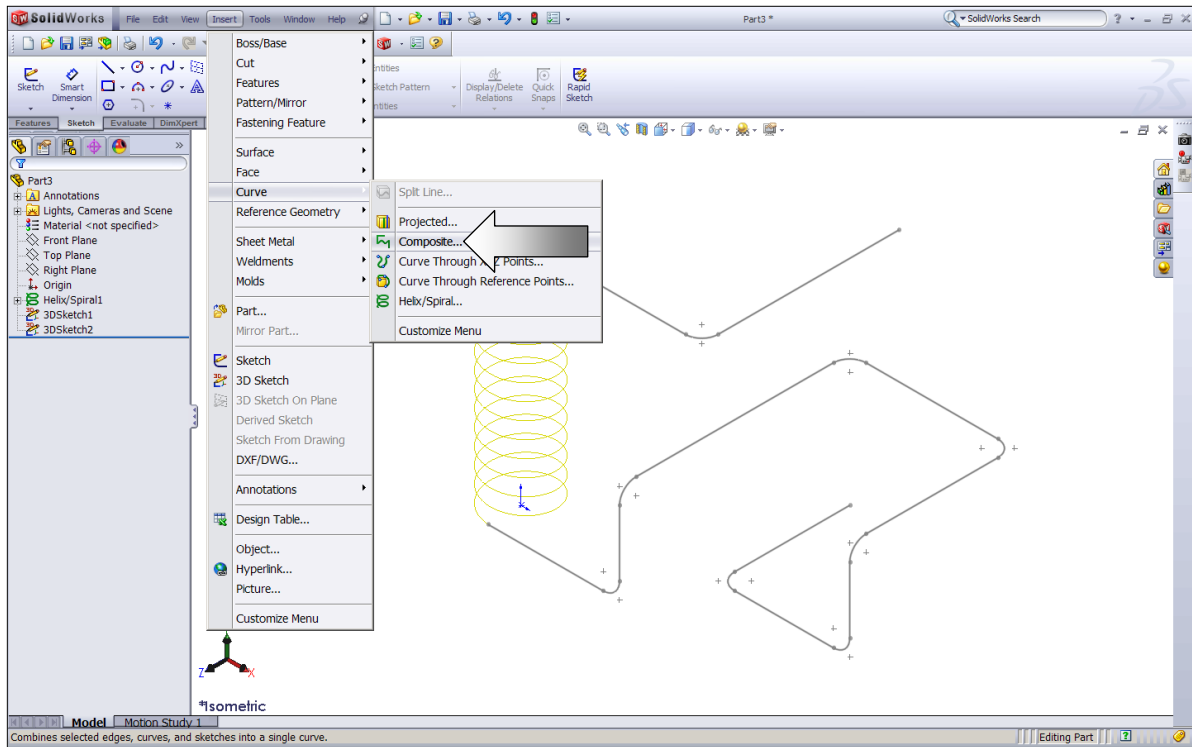 SolidWorks File Edit View Insert Tools Window Help Part3 * SolidWorks Search
Sketch
Smart Dimension
Entities
Sketch Pattern
Entities
Display/Delete Relations
Quick Snaps
Rapid Sketch
Features Sketch Evaluate DimXpert
Part3
Annotations
Lights, Cameras and Scene
Material <not specified>
Front Plane
Top Plane
Right Plane
Origin
Helix/Spiral1
3DSketch1
3DSketch2
Boss/Base
Cut
Features
Pattern/Mirror
Fastening Feature
Surface
Face
Curve
Reference Geometry
Sheet Metal
Weldments
Molds
Part...
Mirror Part...
Sketch
3D Sketch
3D Sketch On Plane
Derived Sketch
Sketch From Drawing
DXF/DWG...
Annotations
Design Table...
Object...
Hyperlink...
Picture...
Customize Menu
Split Line...
Projected...
Composite...
Curve Through Z Points...
Curve Through Reference Points...
Helix/Spiral...
Customize Menu
Z X
*Isometric
Model Motion Study 1
Combines selected edges, curves, and sketches into a single curve. Editing Part